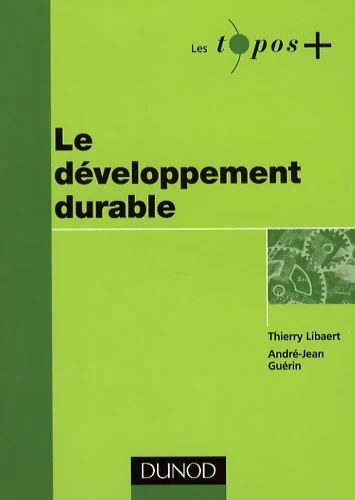 Les topos+
Le
développement
durable
Thierry Libaert
André-Jean
Guérin
DUNOD